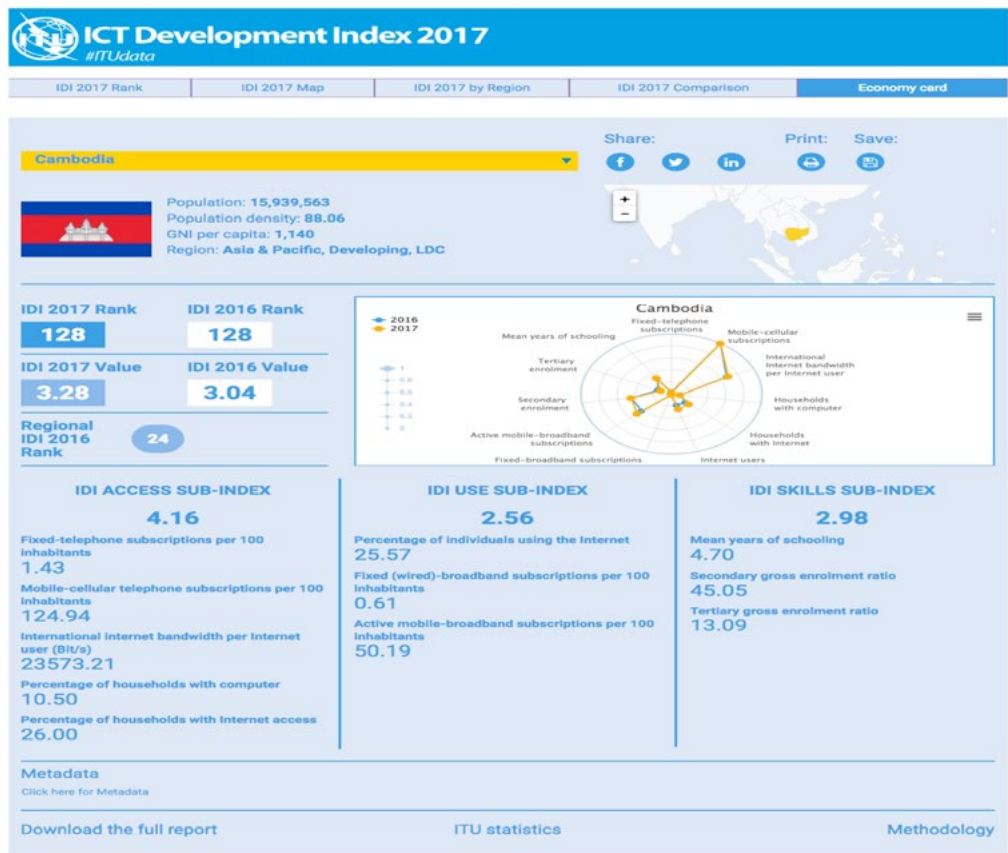 ITU
ICT Development Index 2017
#ITUdata
IDI 2017 Rank
IDI 2017 Map
IDI 2017 by Region
IDI 2017 Comparison
Economy card
Share:
Print:
Save:
Cambodia
Population: 15,939,563
Population density: 88.06
GNI per capita: 1,140
Region: Asia & Pacific, Developing, LDC
+
−
IDI 2017 Rank
128
IDI 2016 Rank
128
IDI 2017 Value
3.28
IDI 2016 Value
3.04
Regional
IDI 2016
Rank
24
Cambodia
2016
2017
1
0.8
0.6
0.4
0.2
0
Fixed-telephone
subscriptions
Mobile-cellular
subscriptions
International
Internet bandwidth
per Internet user
Households
with computer
Households
with Internet
Internet users
Fixed-broadband subscriptions
Active mobile-broadband
subscriptions
Secondary
enrolment
Tertiary
enrolment
Mean years of schooling
IDI ACCESS SUB-INDEX
4.16
Fixed-telephone subscriptions per 100
inhabitants
1.43
Mobile-cellular telephone subscriptions per 100
inhabitants
124.94
International internet bandwidth per Internet
user (Bit/s)
23573.21
Percentage of households with computer
10.50
Percentage of households with Internet access
26.00
IDI USE SUB-INDEX
2.56
Percentage of individuals using the Internet
25.57
Fixed (wired)-broadband subscriptions per 100
inhabitants
0.61
Active mobile-broadband subscriptions per 100
inhabitants
50.19
IDI SKILLS SUB-INDEX
2.98
Mean years of schooling
4.70
Secondary gross enrolment ratio
45.05
Tertiary gross enrolment ratio
13.09
Metadata
Click here for Metadata
Download the full report
ITU statistics
Methodology